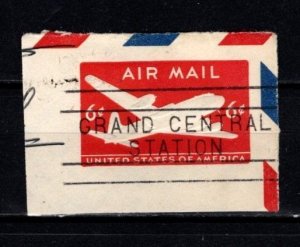 AIR MAIL
6¢ 6¢
GRAND CENTRAL
STATION
UNITED STATES OF AMERICA